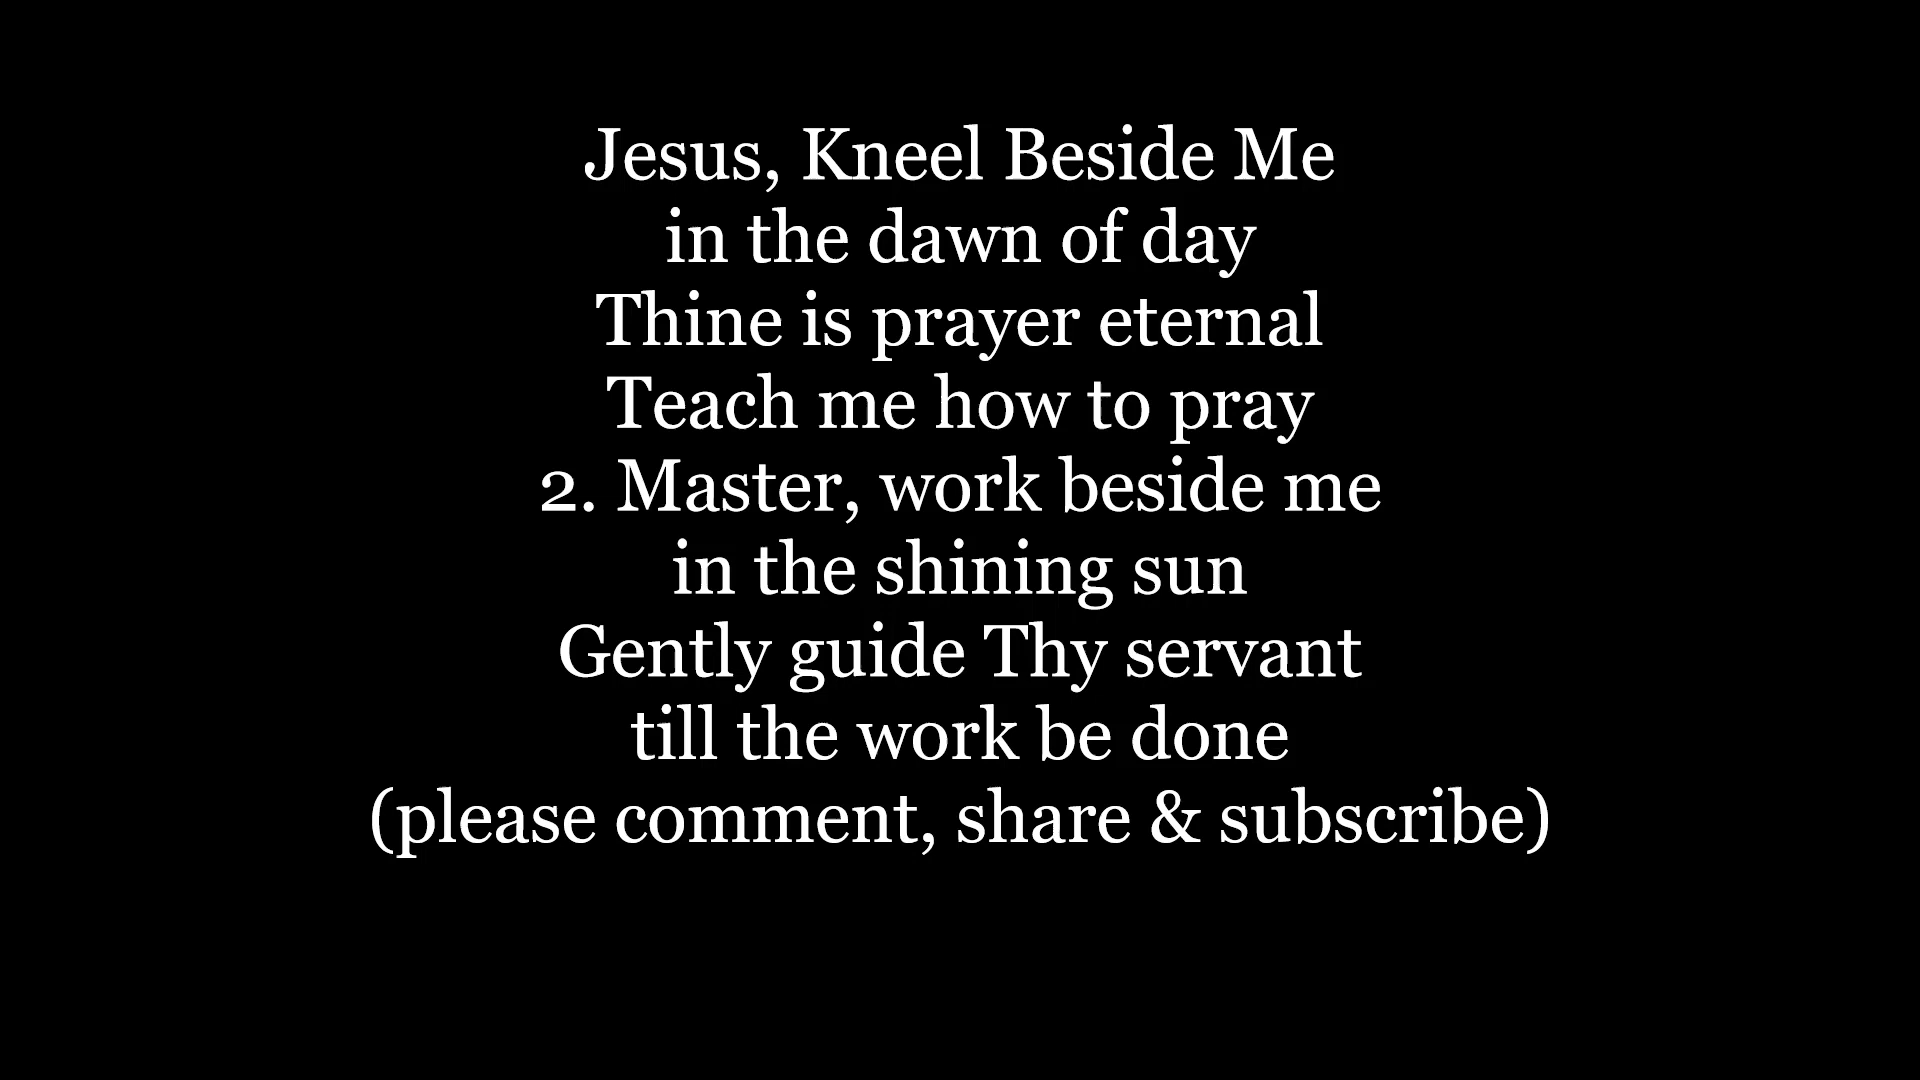 Jesus, Kneel Beside Me
in the dawn of day
Thine is prayer eternal
Teach me how to pray
2. Master, work beside me
in the shining sun
Gently guide Thy servant
till the work be done
(please comment, share & subscribe)